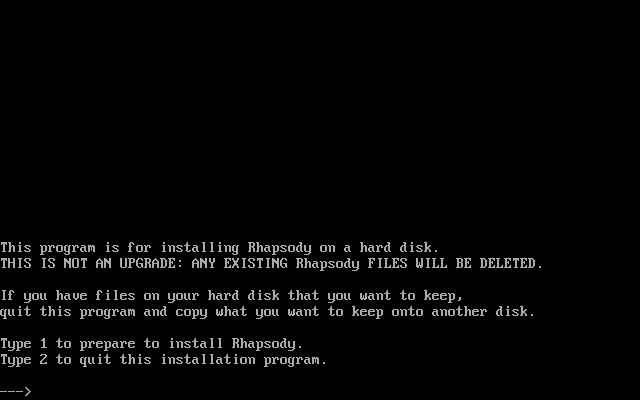 This program is for installing Rhapsody on a hard disk.
THIS IS NOT AN UPGRADE: ANY EXISTING Rhapsody FILES WILL BE DELETED.
If you have files on your hard disk that you want to keep,
quit this program and copy what you want to keep onto another disk.
Type 1 to prepare to install Rhapsody.
Type 2 to quit this installation program.
--->